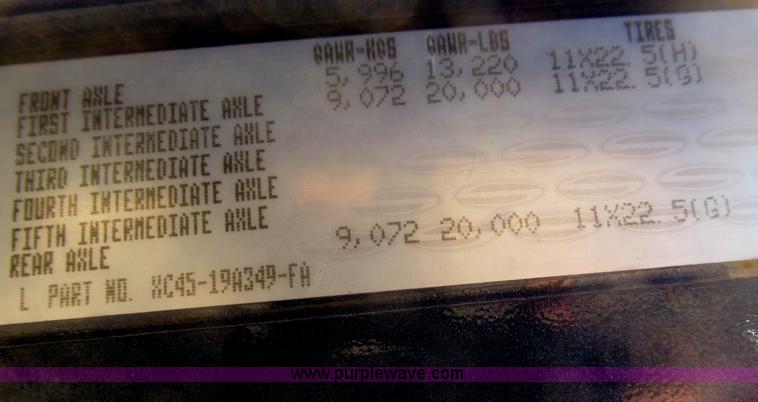 GAWR-KGS GAWR-LBS TIRES
FRONT AXLE 5,996 13,220 11X22.5(H)
FIRST INTERMEDIATE AXLE 9,072 20,000 11X22.5(G)
SECOND INTERMEDIATE AXLE
THIRD INTERMEDIATE AXLE
FOURTH INTERMEDIATE AXLE
FIFTH INTERMEDIATE AXLE
REAR AXLE 9,072 20,000 11X22.5(G)
L PART NO. XC45-19A349-FA
www.purplewave.com